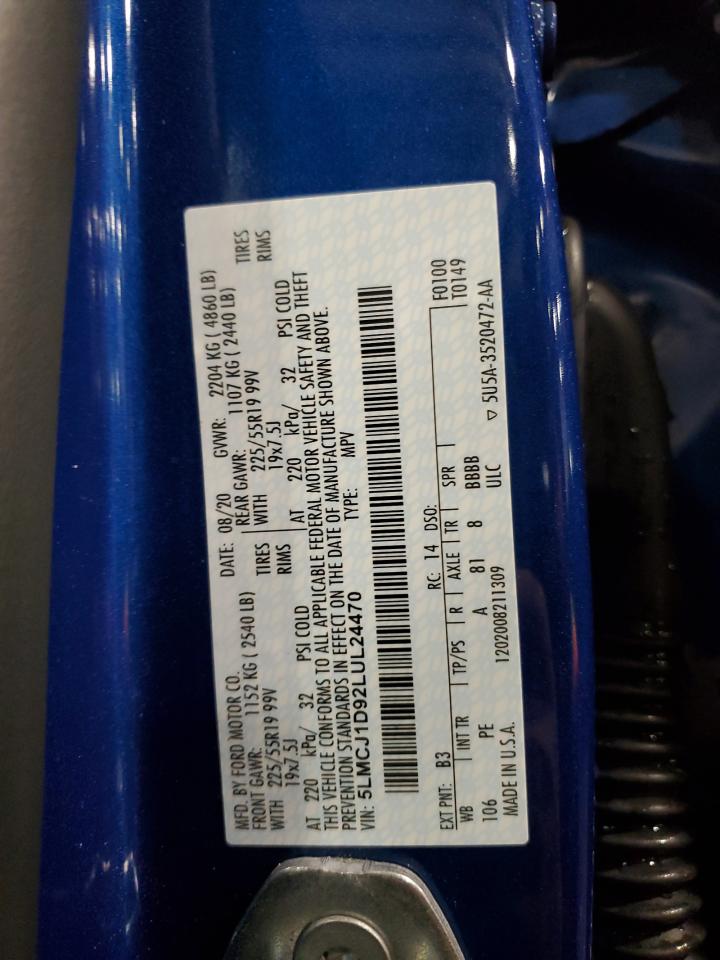 MFD. BY FORD MOTOR CO. DATE: 08/20 GVWR: 2204 KG ( 4860 LB)
FRONT GAWR: 1152 KG ( 2540 LB) REAR GAWR: 1107 KG ( 2440 LB)
WITH 225/55R19 99V TIRES WITH 225/55R19 99V TIRES
19x7.5J RIMS 19x7.5J RIMS
AT 220 kPa/ 32 PSI COLD AT 220 kPa/ 32 PSI COLD
THIS VEHICLE CONFORMS TO ALL APPLICABLE FEDERAL MOTOR VEHICLE SAFETY AND THEFT
PREVENTION STANDARDS IN EFFECT ON THE DATE OF MANUFACTURE SHOWN ABOVE.
VIN: 5LMCJ1D92LUL24470 TYPE: MPV
EXT PNT: B3 RC: 14 DSO: F0100
WB INT TR TP/PS R AXLE TR SPR T0149
106 PE A 81 8 BBBB
MADE IN U.S.A. 1202008211309 ULC ▽ 5U5A-3520472-AA